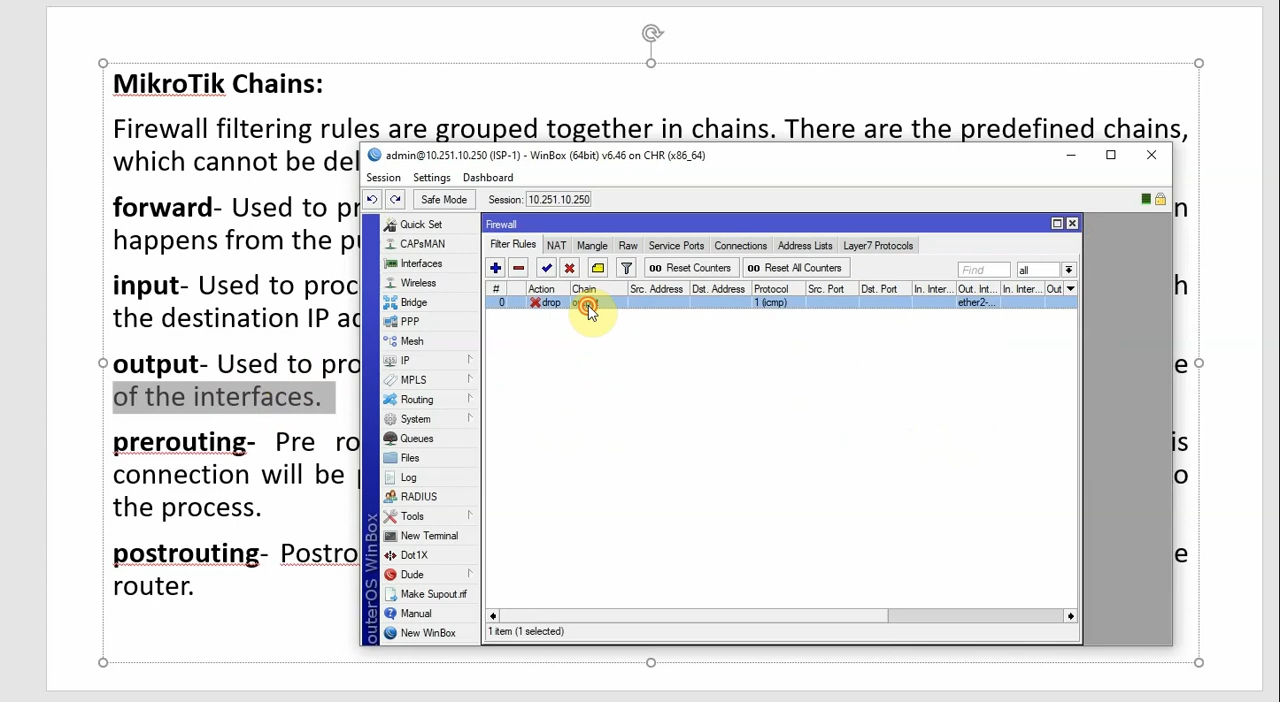 MikroTik Chains:
Firewall filtering rules are grouped together in chains. There are the predefined chains,
which cannot be del
forward- Used to pr
happens from the pu
input- Used to proc
the destination IP ad
output- Used to pro
of the interfaces.
prerouting- Pre ro
connection will be
the process.
postrouting- Postro
router.
admin@10.251.10.250 (ISP-1) - WinBox (64bit) v6.46 on CHR (x86_64)
Session Settings Dashboard
Safe Mode Session: 10.251.10.250
Quick Set
CAPsMAN
Interfaces
Wireless
Bridge
PPP
Mesh
IP
MPLS
Routing
System
Queues
Files
Log
RADIUS
Tools
New Terminal
Dot1X
Dude
Make Supout.rif
Manual
New WinBox
outerOS WinBox
Firewall
Filter Rules NAT Mangle Raw Service Ports Connections Address Lists Layer7 Protocols
00 Reset Counters 00 Reset All Counters Find all
# Action Chain Src. Address Dst. Address Protocol Src. Port Dst. Port In. Inter... Out. Int... In. Inter... Out
0 drop 1 (icmp) ether2-...
1 item (1 selected)